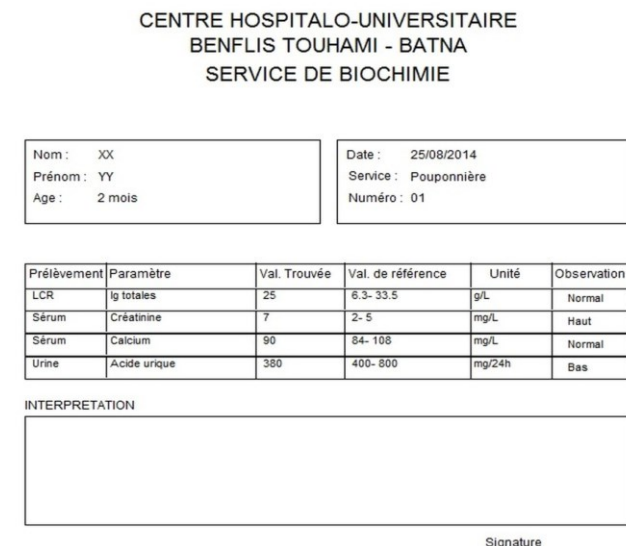 CENTRE HOSPITALO-UNIVERSITAIRE
BENFLIS TOUHAMI - BATNA
SERVICE DE BIOCHIMIE
Nom : XX
Prénom : YY
Age : 2 mois
Date : 25/08/2014
Service : Pouponnière
Numéro : 01
Prélèvement Paramètre Val. Trouvée Val. de référence Unité Observation
LCR Ig totales 25 6.3- 33.5 g/L Normal
Sérum Créatinine 7 2- 5 mg/L Haut
Sérum Calcium 90 84- 108 mg/L Normal
Urine Acide urique 380 400- 800 mg/24h Bas
INTERPRETATION
Signature